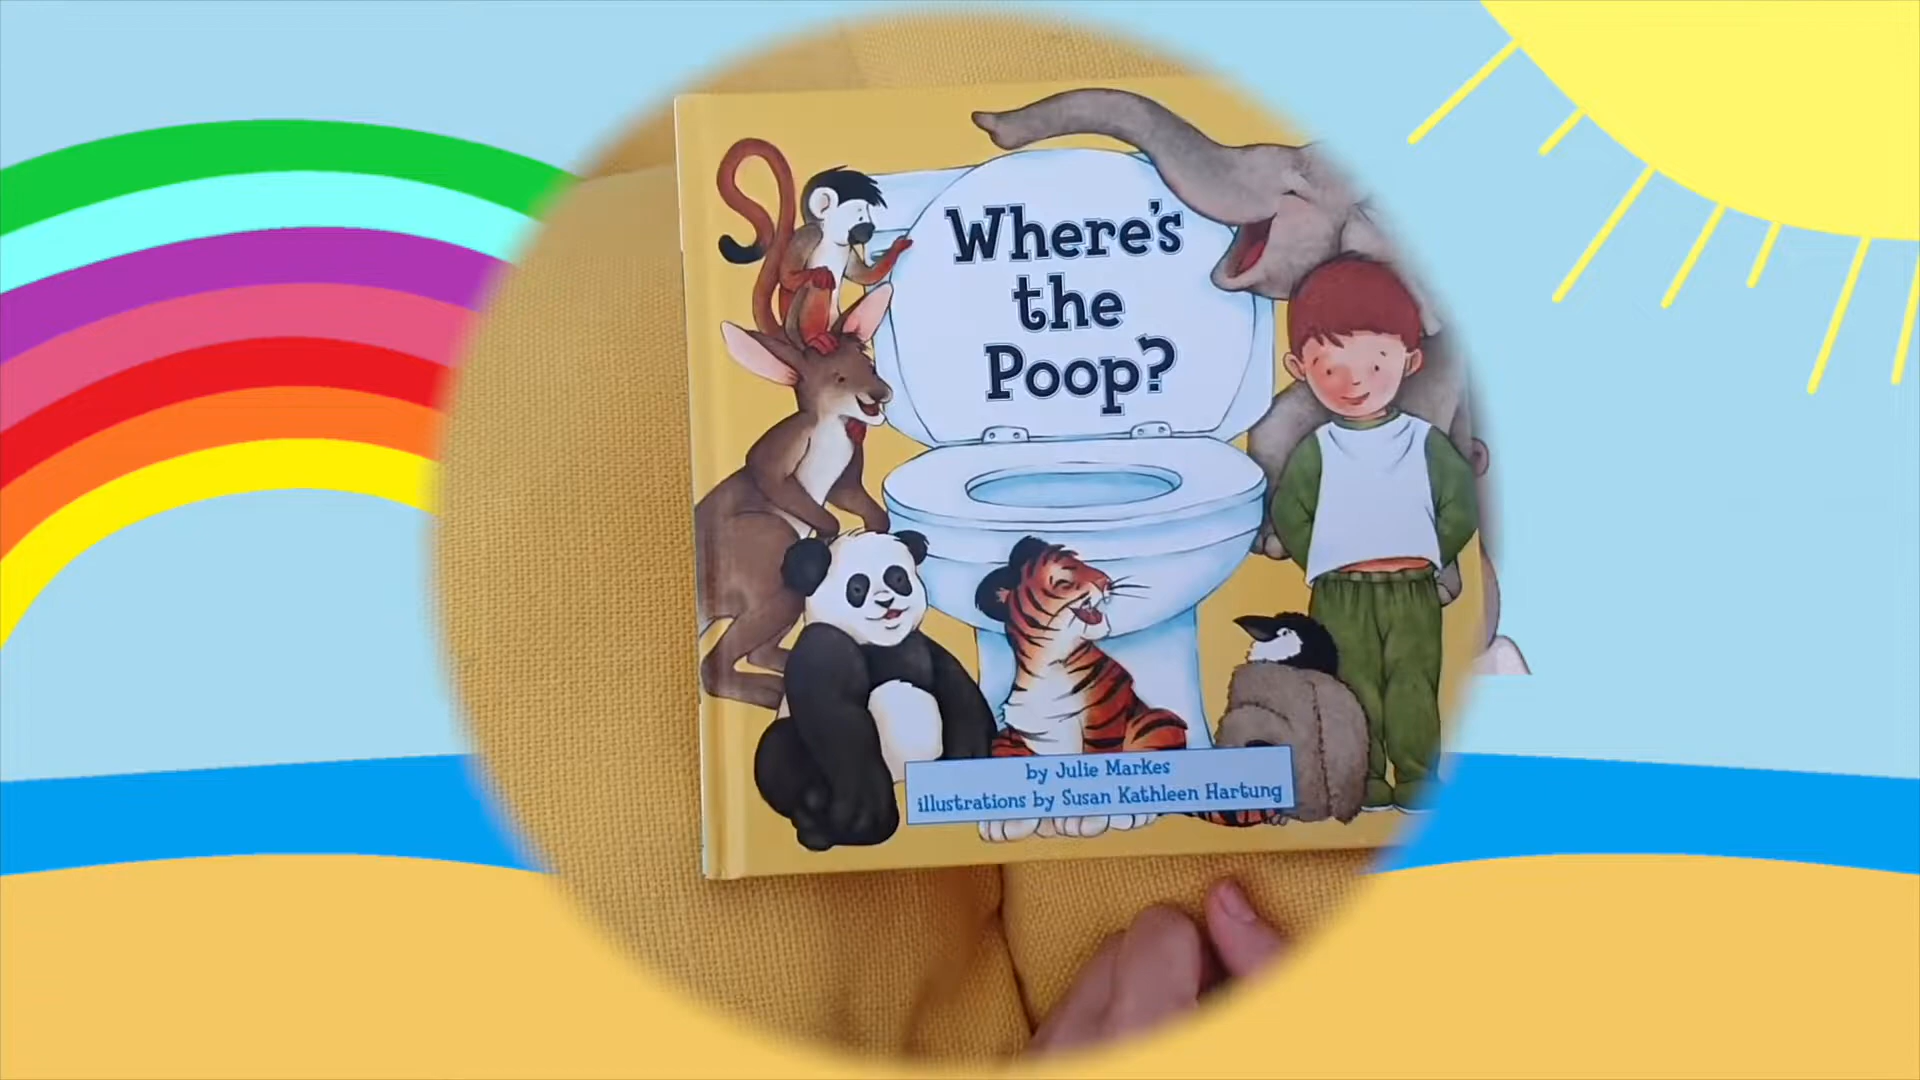 Where's
the
Poop?
by Julie Markes
illustrations by Susan Kathleen Hartung